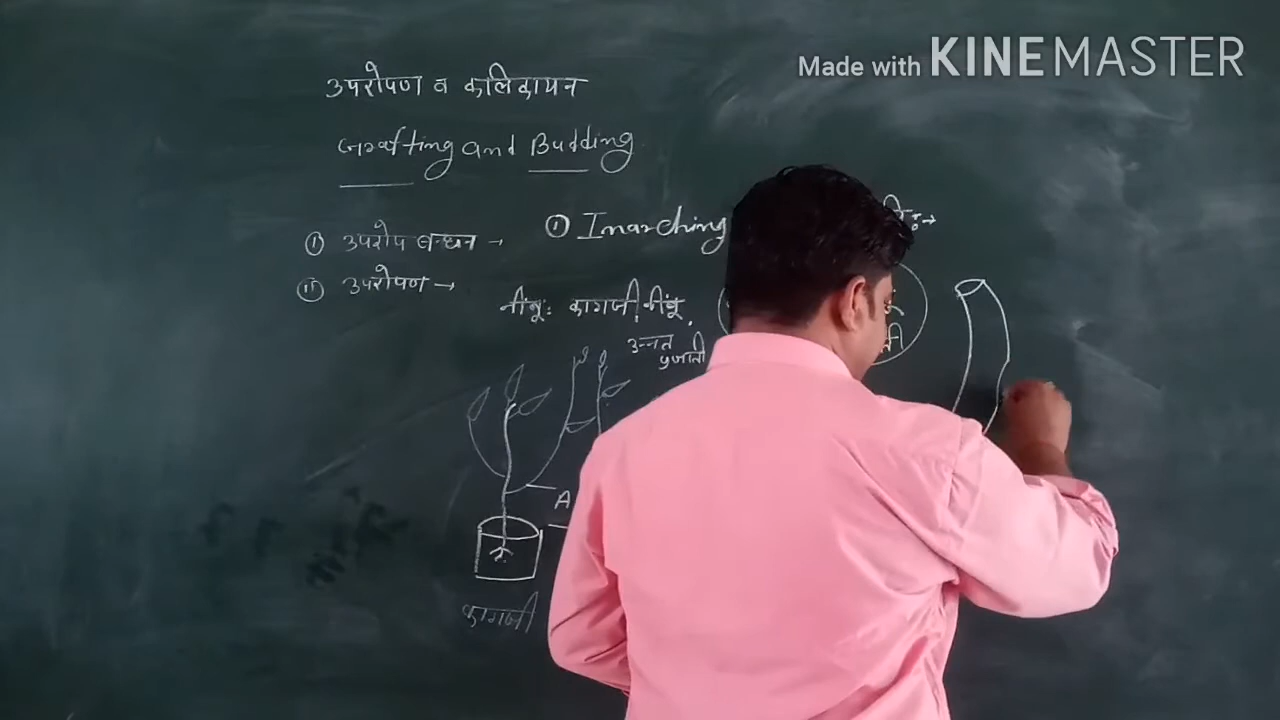 Made with KINEMASTER
उपरोपण व कलिकायन
Grafting and Budding
① Inarching
① उपरोप बन्धन →
ⓘⓘ उपरोपण →
नींबू: कागजी नींबू
उन्नत
प्रजाती
A
कागजी